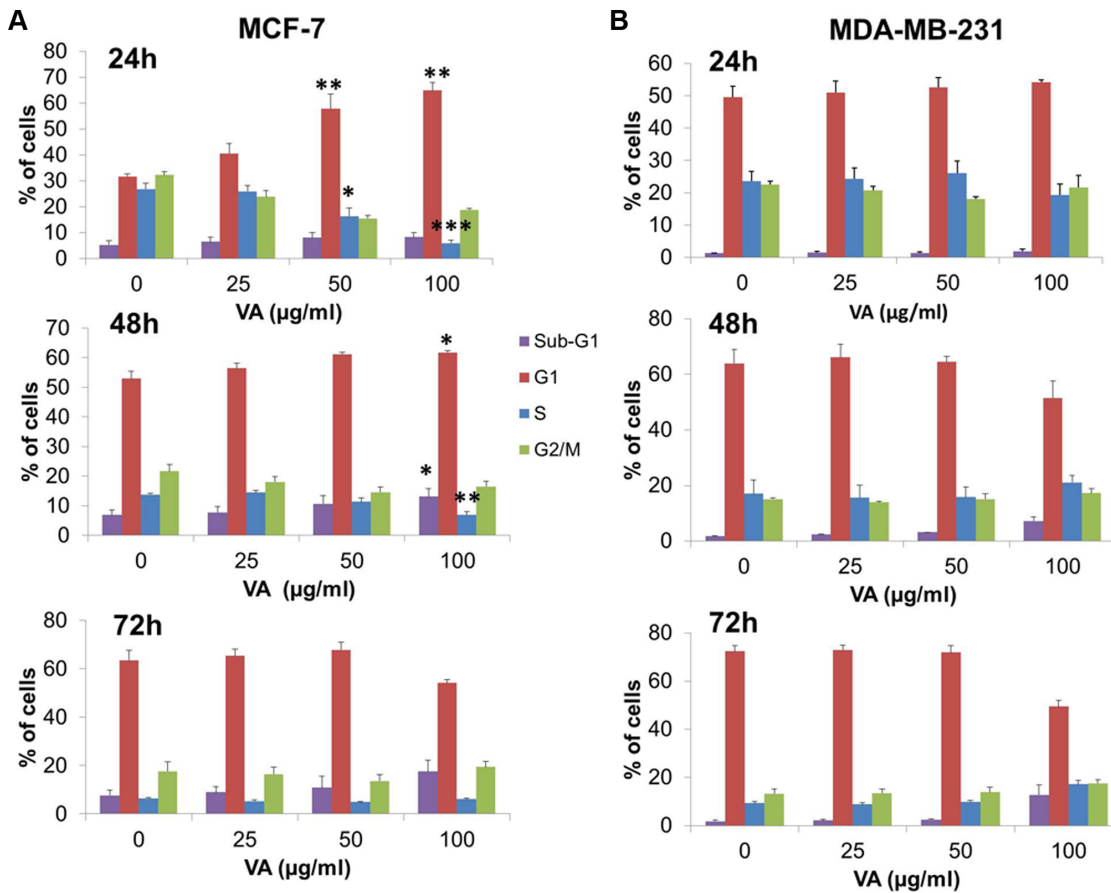 A
MCF-7
24h
% of cells
80
70
60
50
40
30
20
10
0
**
**
*
***
0 25 50 100
VA (µg/ml)
48h
% of cells
70
60
50
40
30
20
10
0
*
*
**
0 25 50 100
VA (µg/ml)
72h
% of cells
80
60
40
20
0
0 25 50 100
VA (µg/ml)
Sub-G1
G1
S
G2/M
B
MDA-MB-231
24h
% of cells
60
50
40
30
20
10
0
0 25 50 100
VA (µg/ml)
48h
% of cells
80
60
40
20
0
0 25 50 100
VA (µg/ml)
72h
% of cells
80
60
40
20
0
0 25 50 100
VA (µg/ml)